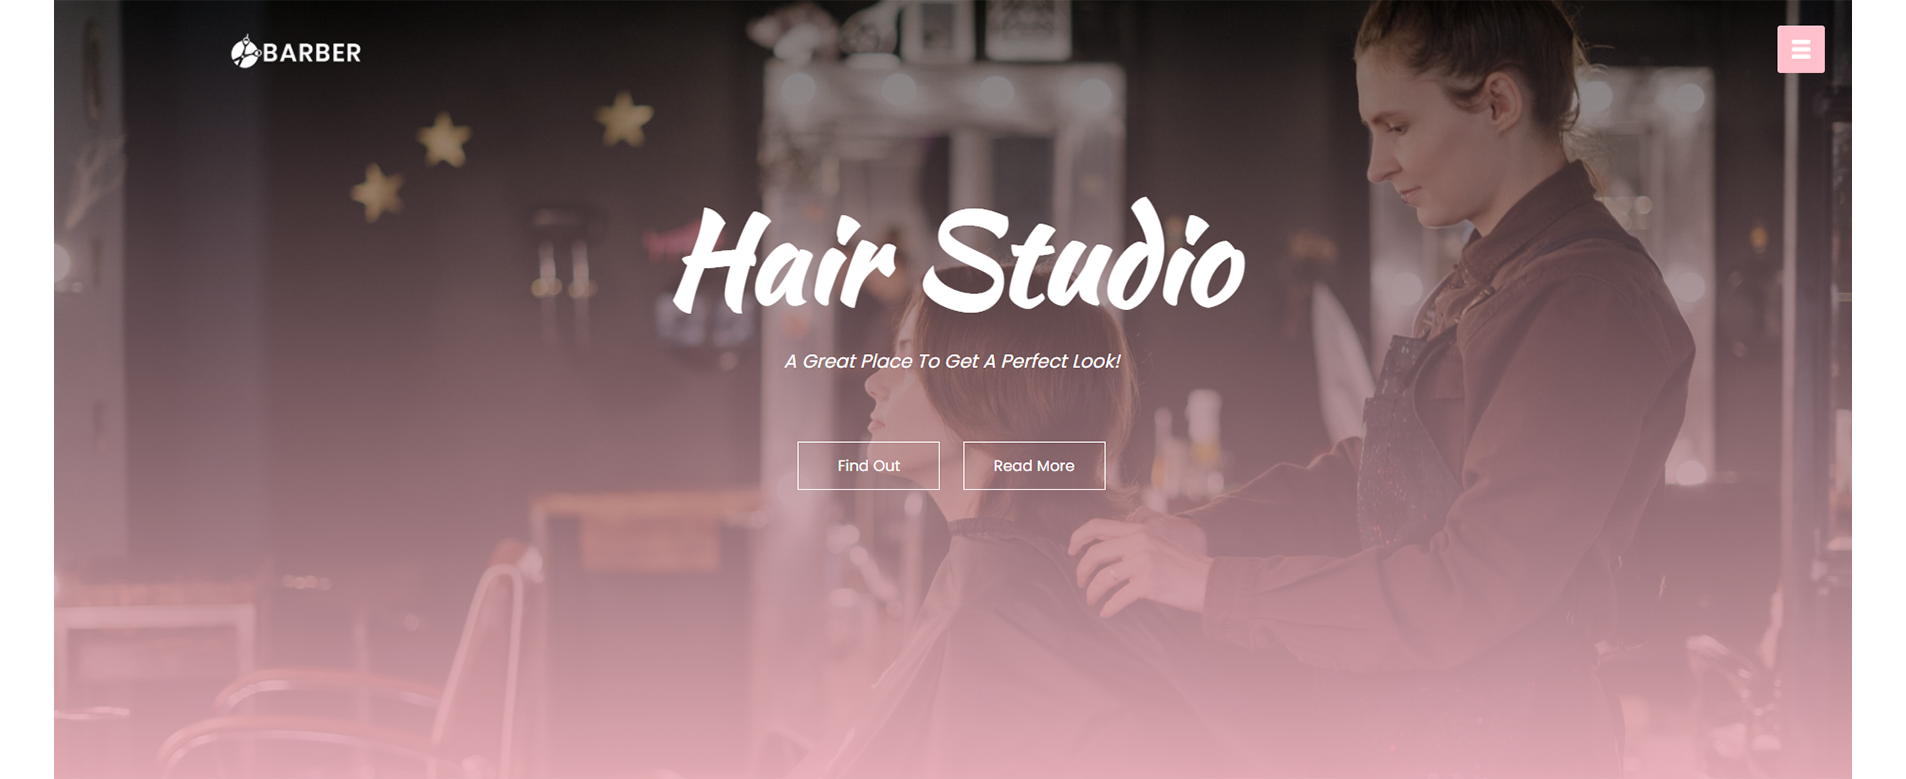 BARBER
Hair Studio
A Great Place To Get A Perfect Look!
Find Out
Read More